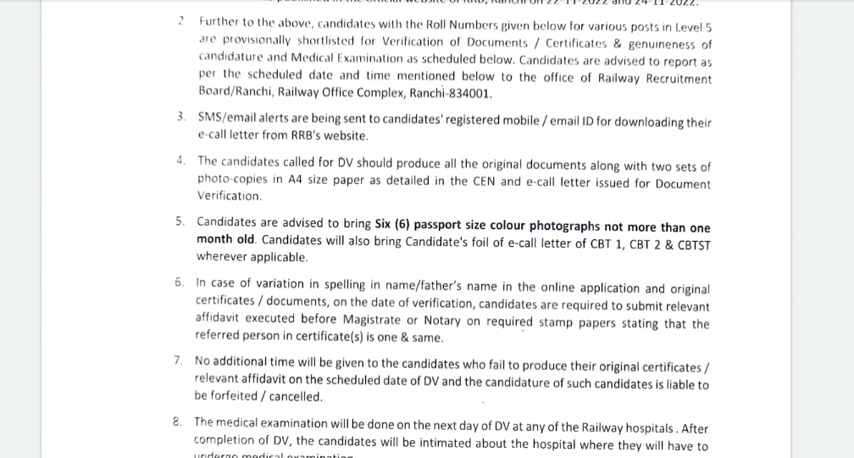 RRB, Ranchi on 22-11-2022 and 24-11-2022.
2 Further to the above, candidates with the Roll Numbers given below for various posts in Level 5
are provisionally shortlisted for Verification of Documents / Certificates & genuineness of
candidature and Medical Examination as scheduled below. Candidates are advised to report as
per the scheduled date and time mentioned below to the office of Railway Recruitment
Board/Ranchi, Railway Office Complex, Ranchi-834001.
3. SMS/email alerts are being sent to candidates' registered mobile / email ID for downloading their
e-call letter from RRB's website.
4. The candidates called for DV should produce all the original documents along with two sets of
photo-copies in A4 size paper as detailed in the CEN and e-call letter issued for Document
Verification.
5. Candidates are advised to bring Six (6) passport size colour photographs not more than one
month old. Candidates will also bring Candidate's foil of e-call letter of CBT 1, CBT 2 & CBTST
wherever applicable.
6. In case of variation in spelling in name/father's name in the online application and original
certificates / documents, on the date of verification, candidates are required to submit relevant
affidavit executed before Magistrate or Notary on required stamp papers stating that the
referred person in certificate(s) is one & same.
7. No additional time will be given to the candidates who fail to produce their original certificates /
relevant affidavit on the scheduled date of DV and the candidature of such candidates is liable to
be forfeited / cancelled.
8. The medical examination will be done on the next day of DV at any of the Railway hospitals . After
completion of DV, the candidates will be intimated about the hospital where they will have to
undergo medical examination